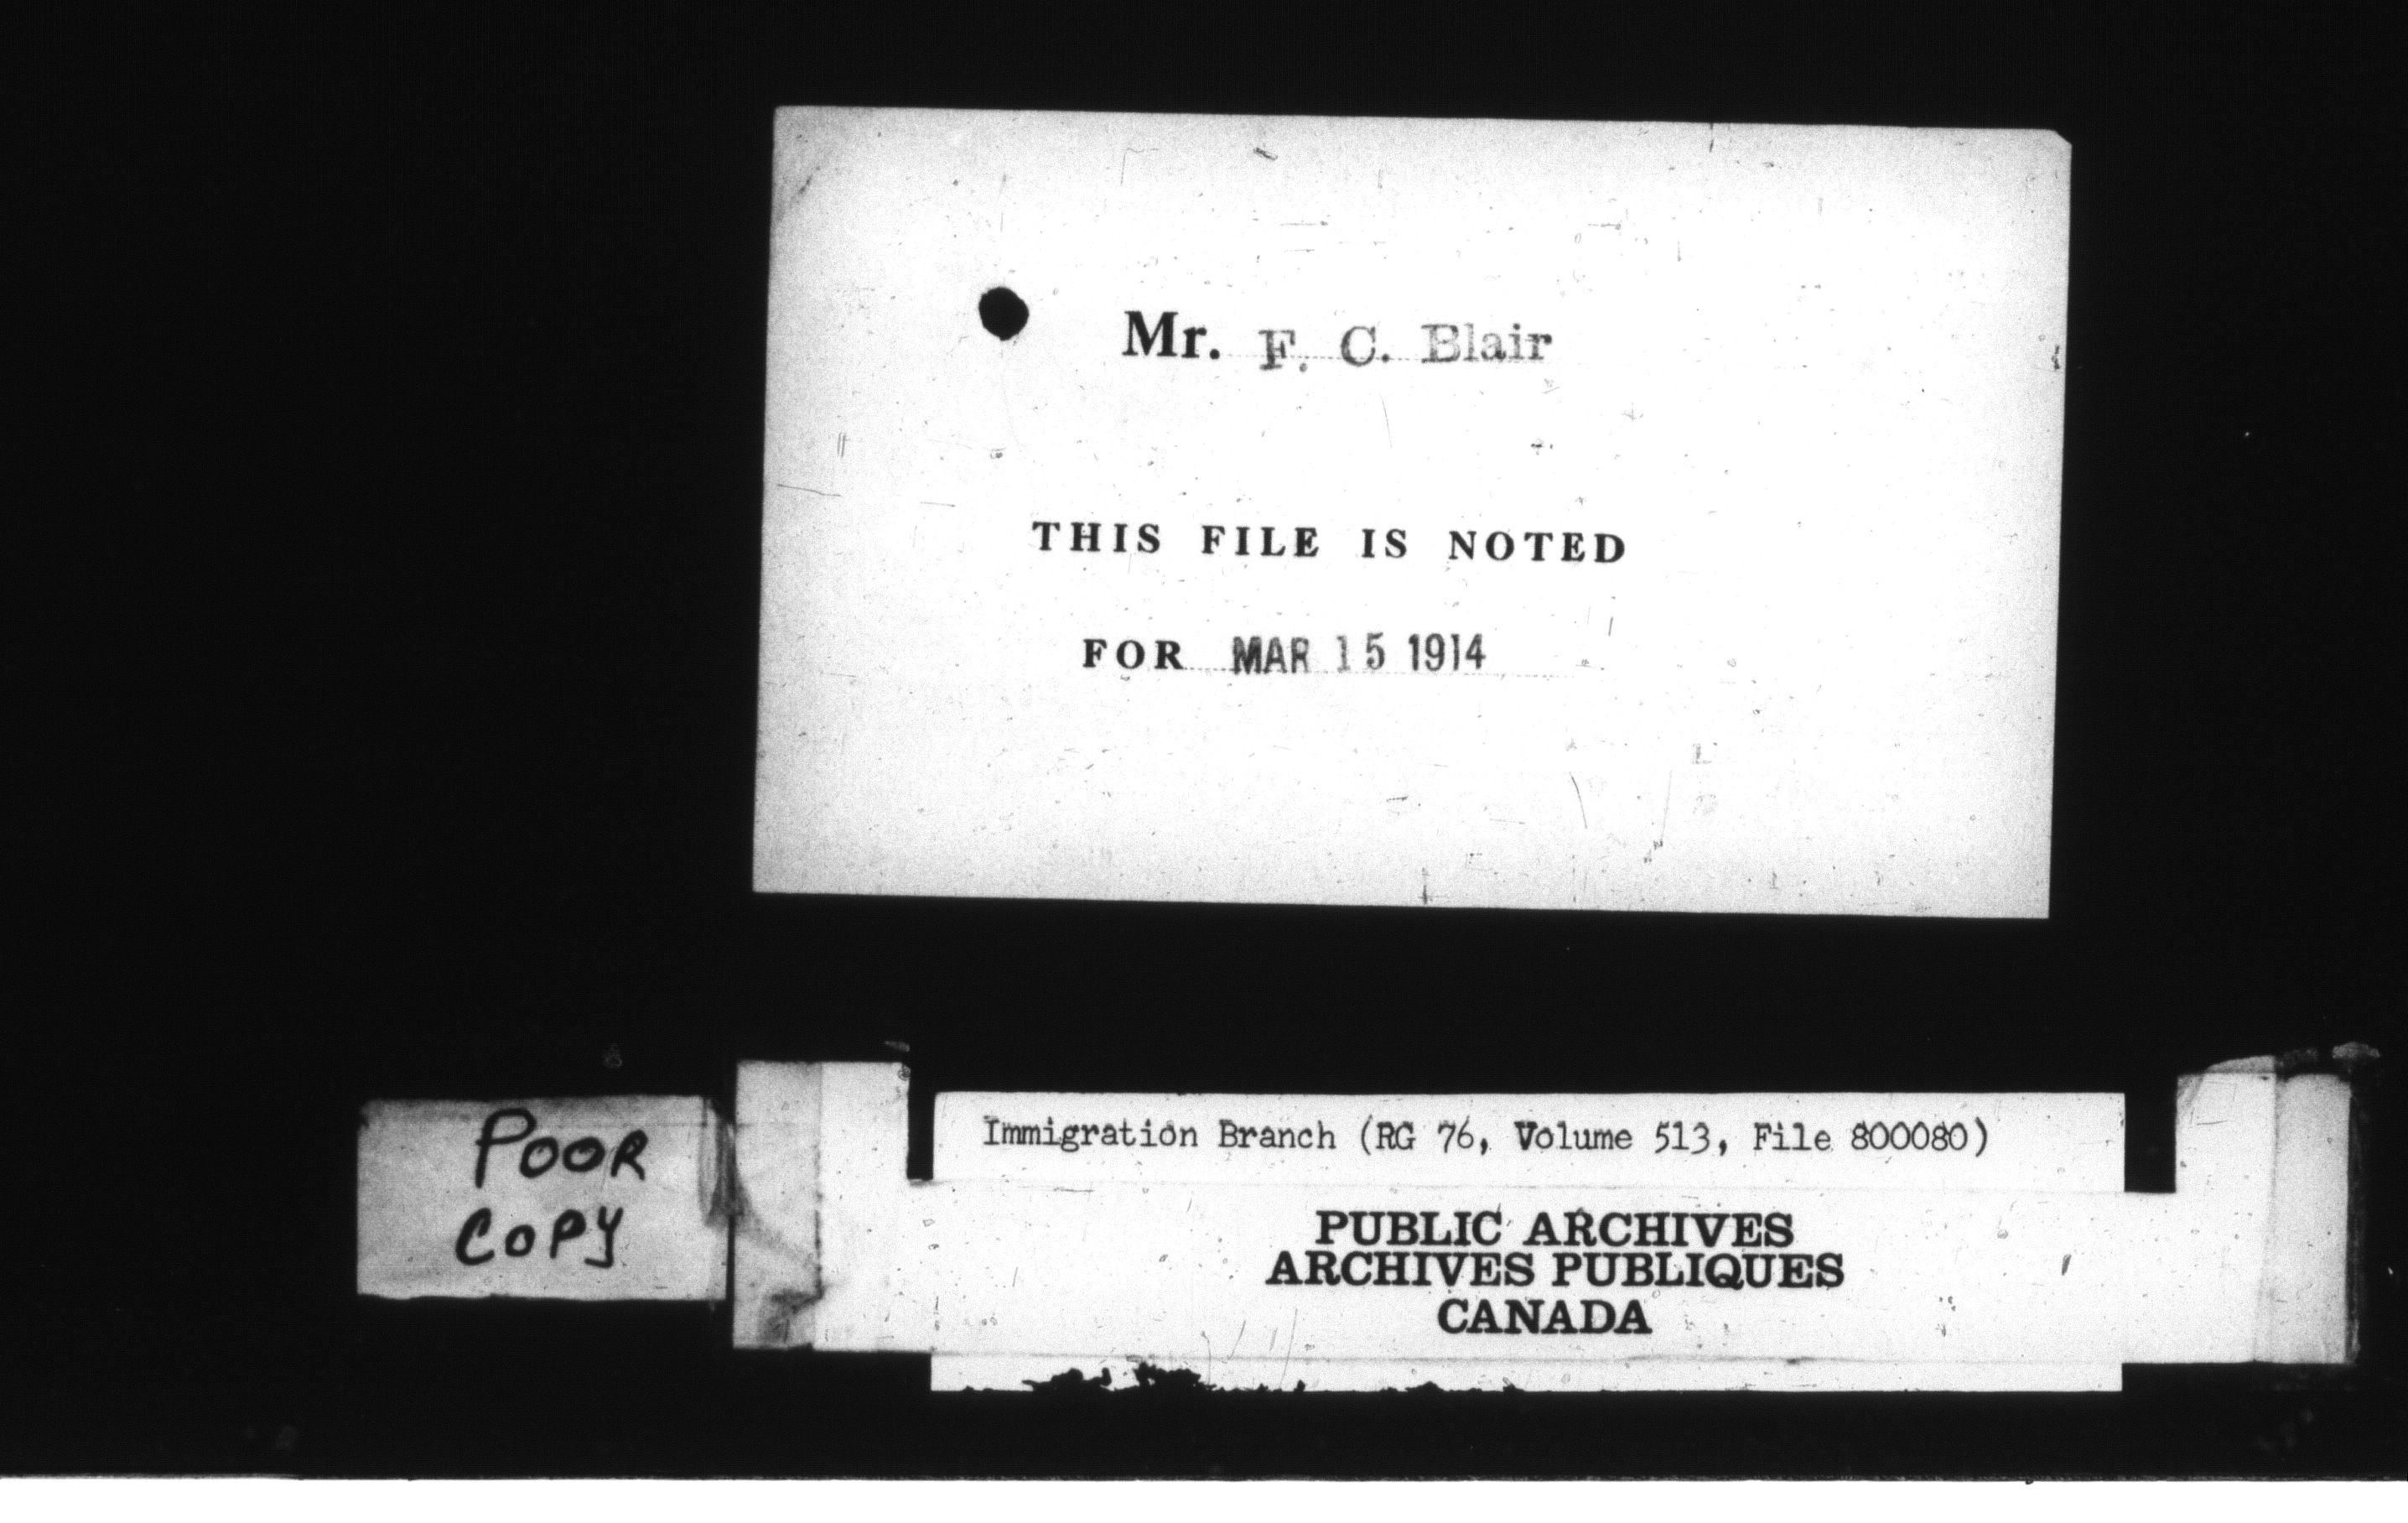 Mr. F. C. Blair
THIS FILE IS NOTED
FOR MAR 15 1914
POOR
COPY
Immigration Branch (RG 76, Volume 513, File 800080)
PUBLIC ARCHIVES
ARCHIVES PUBLIQUES
CANADA